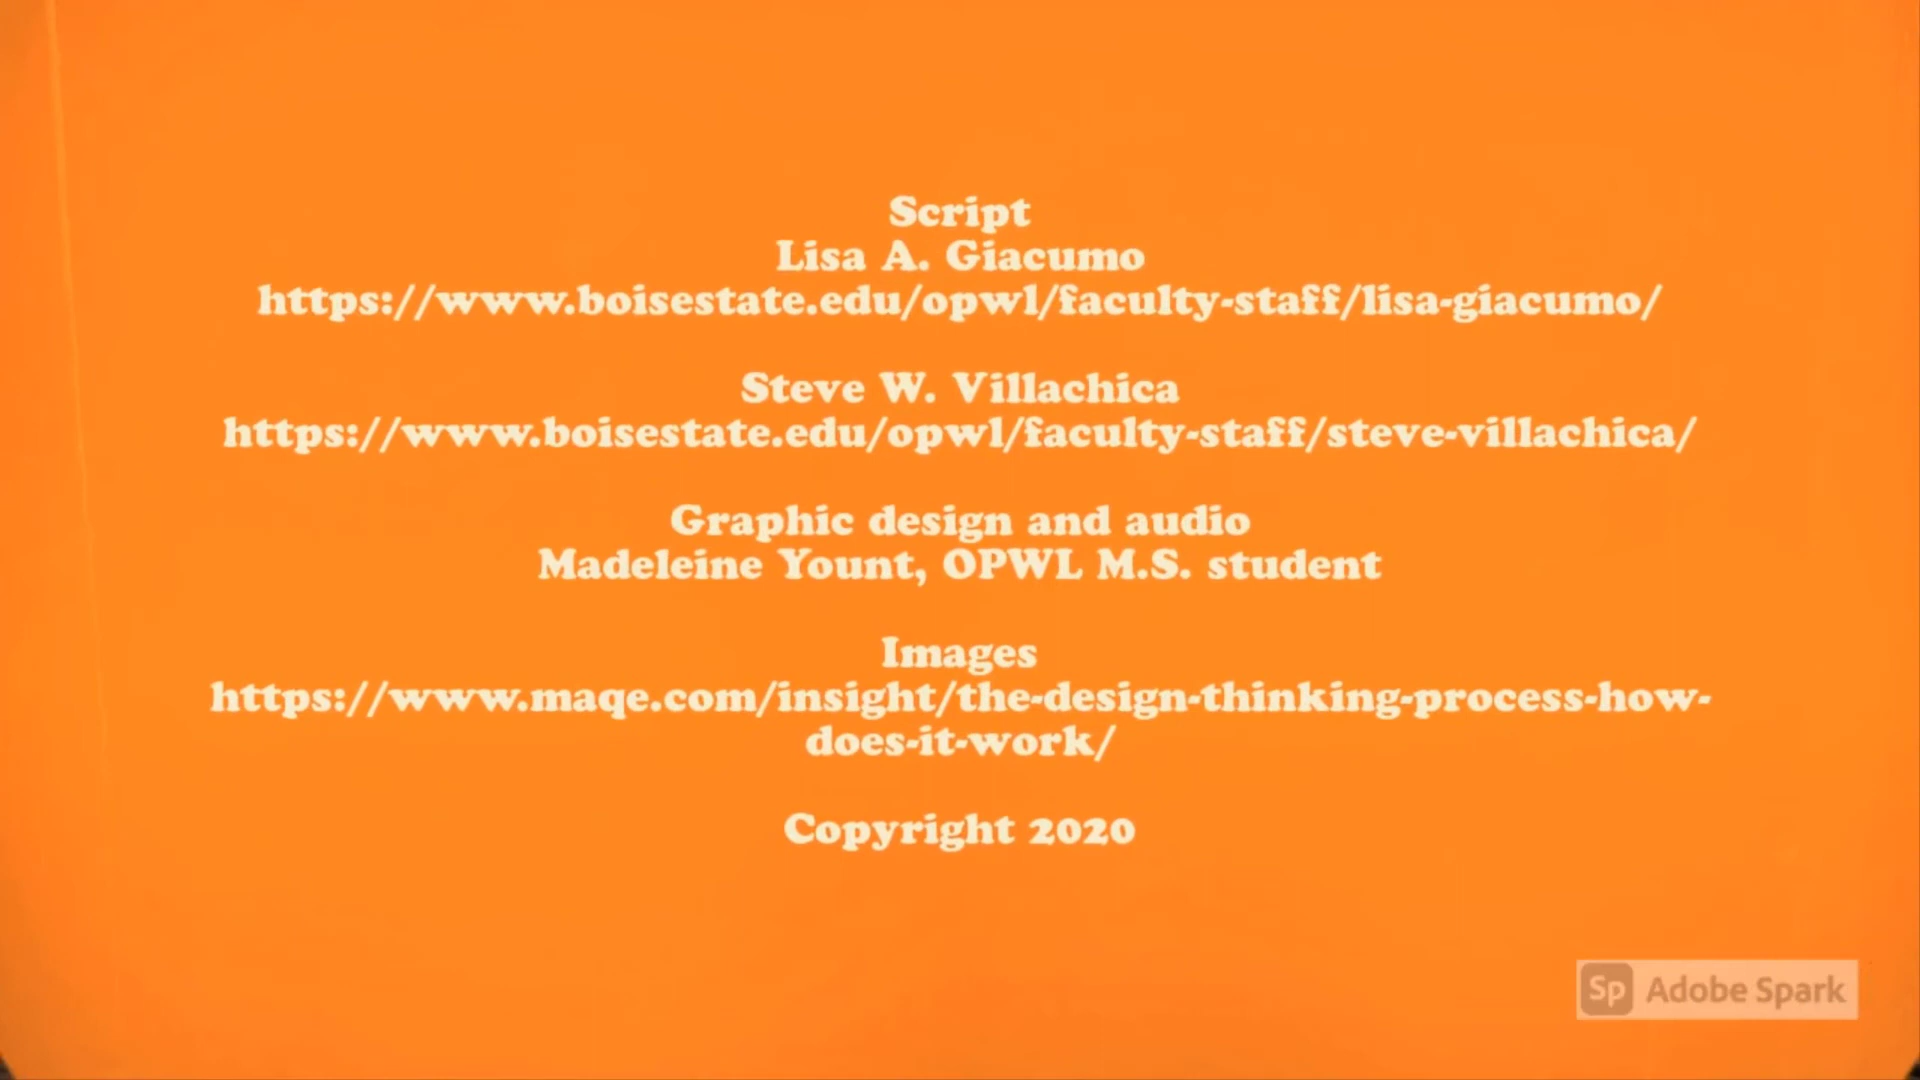 Script
Lisa A. Giacumo
https://www.boisestate.edu/opwl/faculty-staff/lisa-giacumo/
Steve W. Villachica
https://www.boisestate.edu/opwl/faculty-staff/steve-villachica/
Graphic design and audio
Madeleine Yount, OPWL M.S. student
Images
https://www.maqe.com/insight/the-design-thinking-process-how-
does-it-work/
Copyright 2020
Sp Adobe Spark